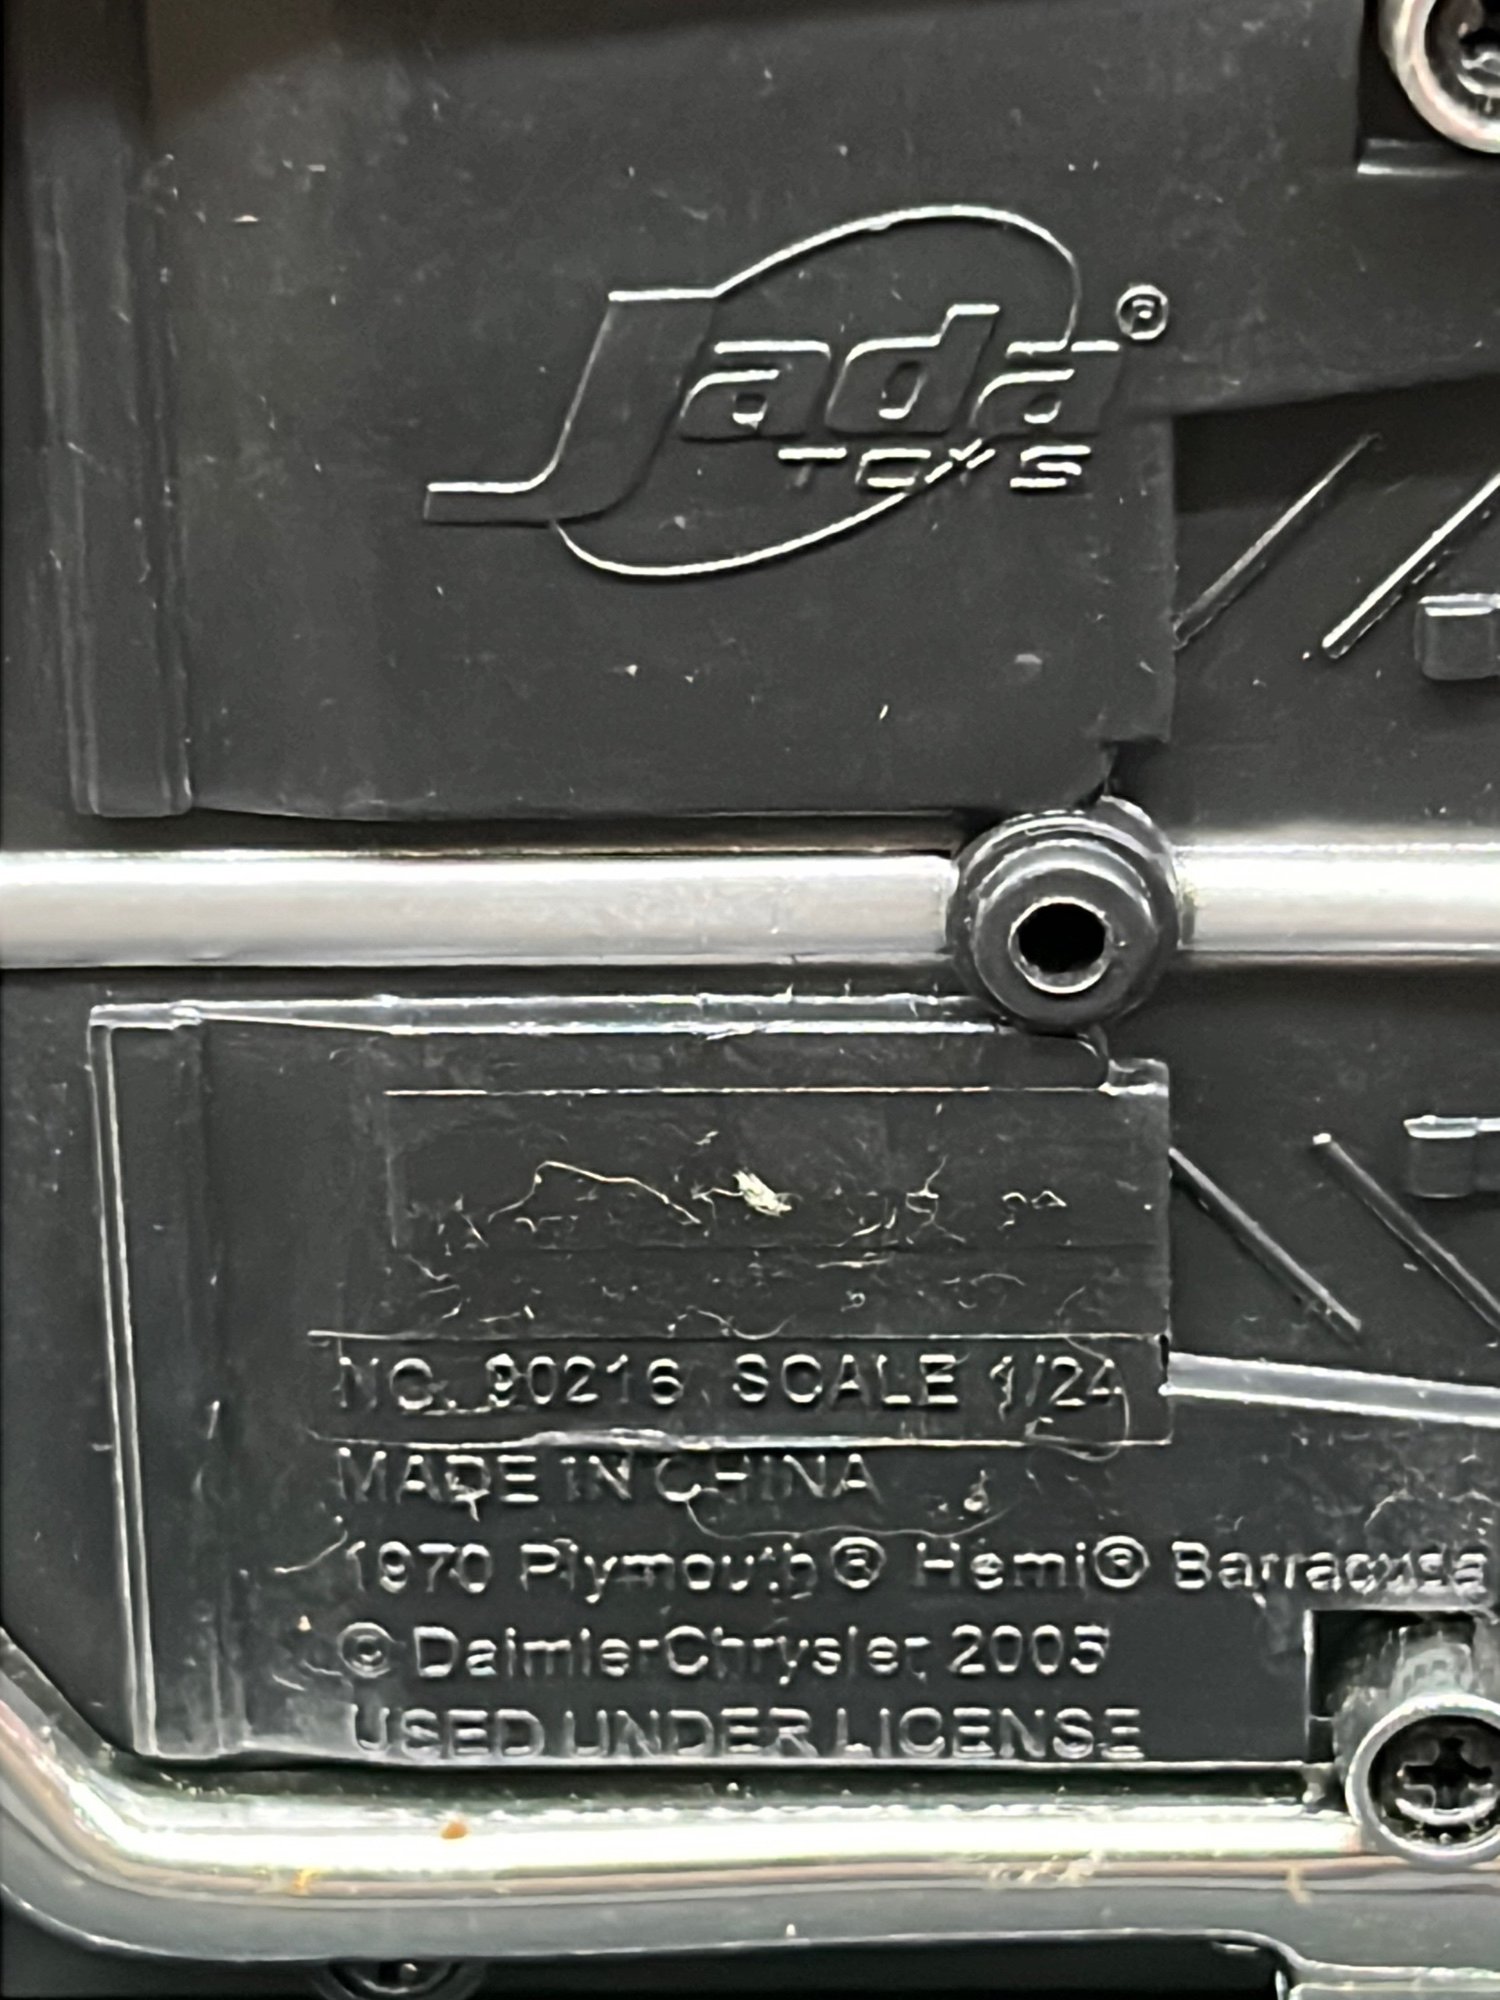 Jada®
TOYS
NO. 90216 SCALE 1/24
MADE IN CHINA
1970 Plymouth® Hemi® Barracuda
© DaimlerChrysler 2005
USED UNDER LICENSE